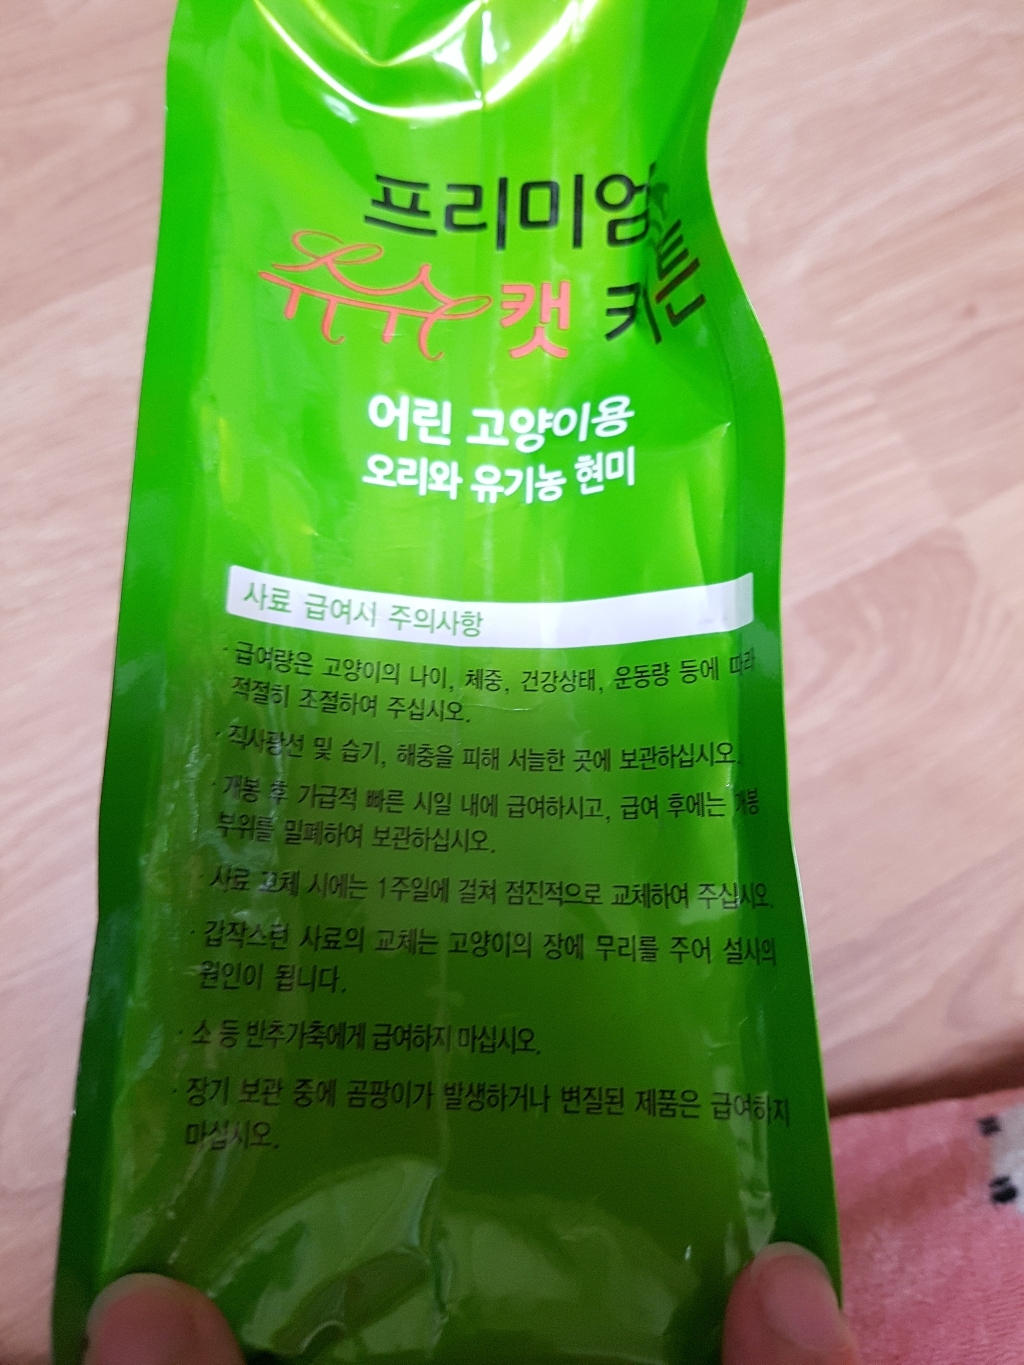 프리미엄
유슈캣 키튼
어린 고양이용
오리와 유기농 현미
사료 급여시 주의사항
· 급여량은 고양이의 나이, 체중, 건강상태, 운동량 등에 따라
적절히 조절하여 주십시오.
· 직사광선 및 습기, 해충을 피해 서늘한 곳에 보관하십시오.
· 개봉 후 가급적 빠른 시일 내에 급여하시고, 급여 후에는 개봉
부위를 밀폐하여 보관하십시오.
· 사료 교체 시에는 1주일에 걸쳐 점진적으로 교체하여 주십시오.
· 갑작스런 사료의 교체는 고양이의 장에 무리를 주어 설사의
원인이 됩니다.
· 소 등 반추가축에게 급여하지 마십시오.
· 장기 보관 중에 곰팡이가 발생하거나 변질된 제품은 급여하지
마십시오.